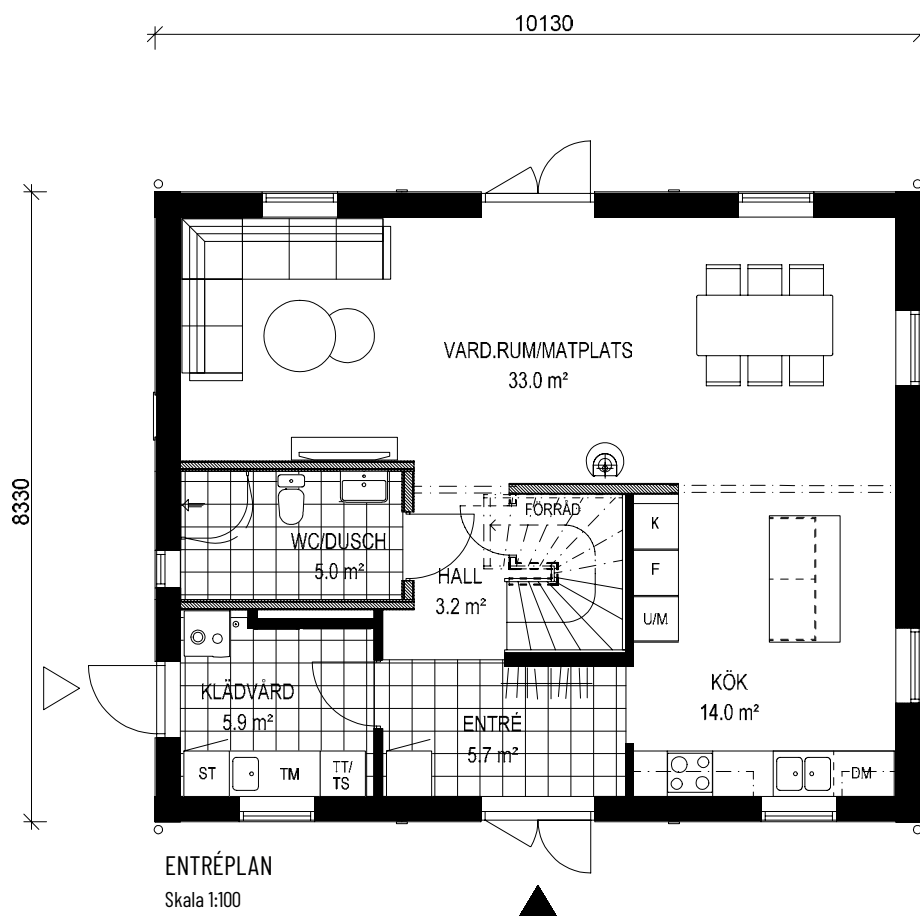 10130
8330
VARD.RUM/MATPLATS
33.0 m²
FÖRRÅD
WC/DUSCH
5.0 m²
HALL
3.2 m²
K
F
U/M
KLÄDVÅRD
5.9 m²
ENTRÉ
5.7 m²
KÖK
14.0 m²
ST
TM
TT/
TS
DM
ENTRÉPLAN
Skala 1:100